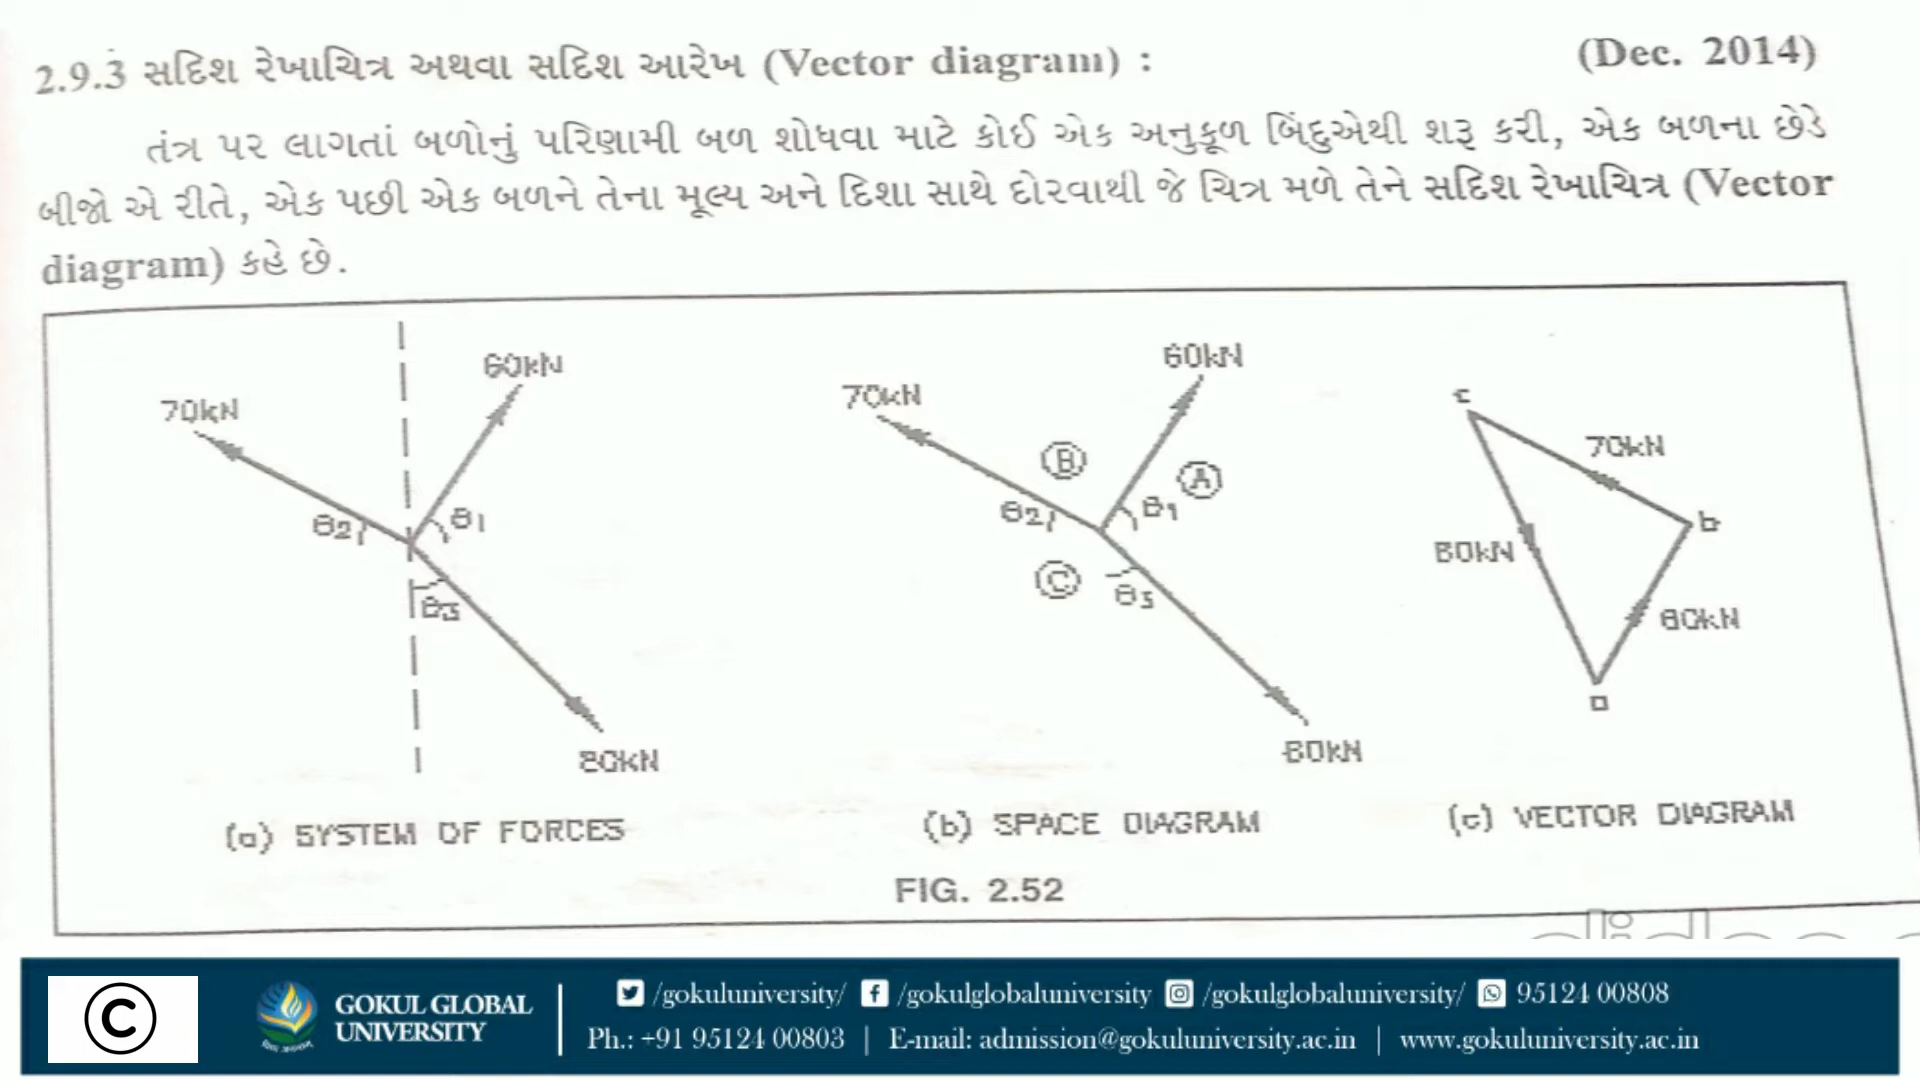 2.9.3 સદિશ રેખાચિત્ર અથવા સદિશ આરેખ (Vector diagram) : (Dec. 2014)
તંત્ર પર લાગતાં બળોનું પરિણામી બળ શોધવા માટે કોઈ એક અનુકૂળ બિંદુએથી શરૂ કરી, એક બળના છેડે
બીજો એ રીતે, એક પછી એક બળને તેના મૂલ્ય અને દિશા સાથે દોરવાથી જે ચિત્ર મળે તેને સદિશ રેખાચિત્ર (Vector
diagram) કહે છે.
70kN
60kN
θ2
θ1
θ3
80kN
(a) SYSTEM OF FORCES
70kN
60kN
B
A
θ2
θ1
C
θ3
80kN
(b) SPACE DIAGRAM
c
70kN
b
80kN
60kN
a
(c) VECTOR DIAGRAM
FIG. 2.52
©
GOKUL GLOBAL
UNIVERSITY
/gokuluniversity/ /gokulglobaluniversity /gokulglobaluniversity/ 95124 00808
Ph.: +91 95124 00803 | E-mail: admission@gokuluniversity.ac.in | www.gokuluniversity.ac.in